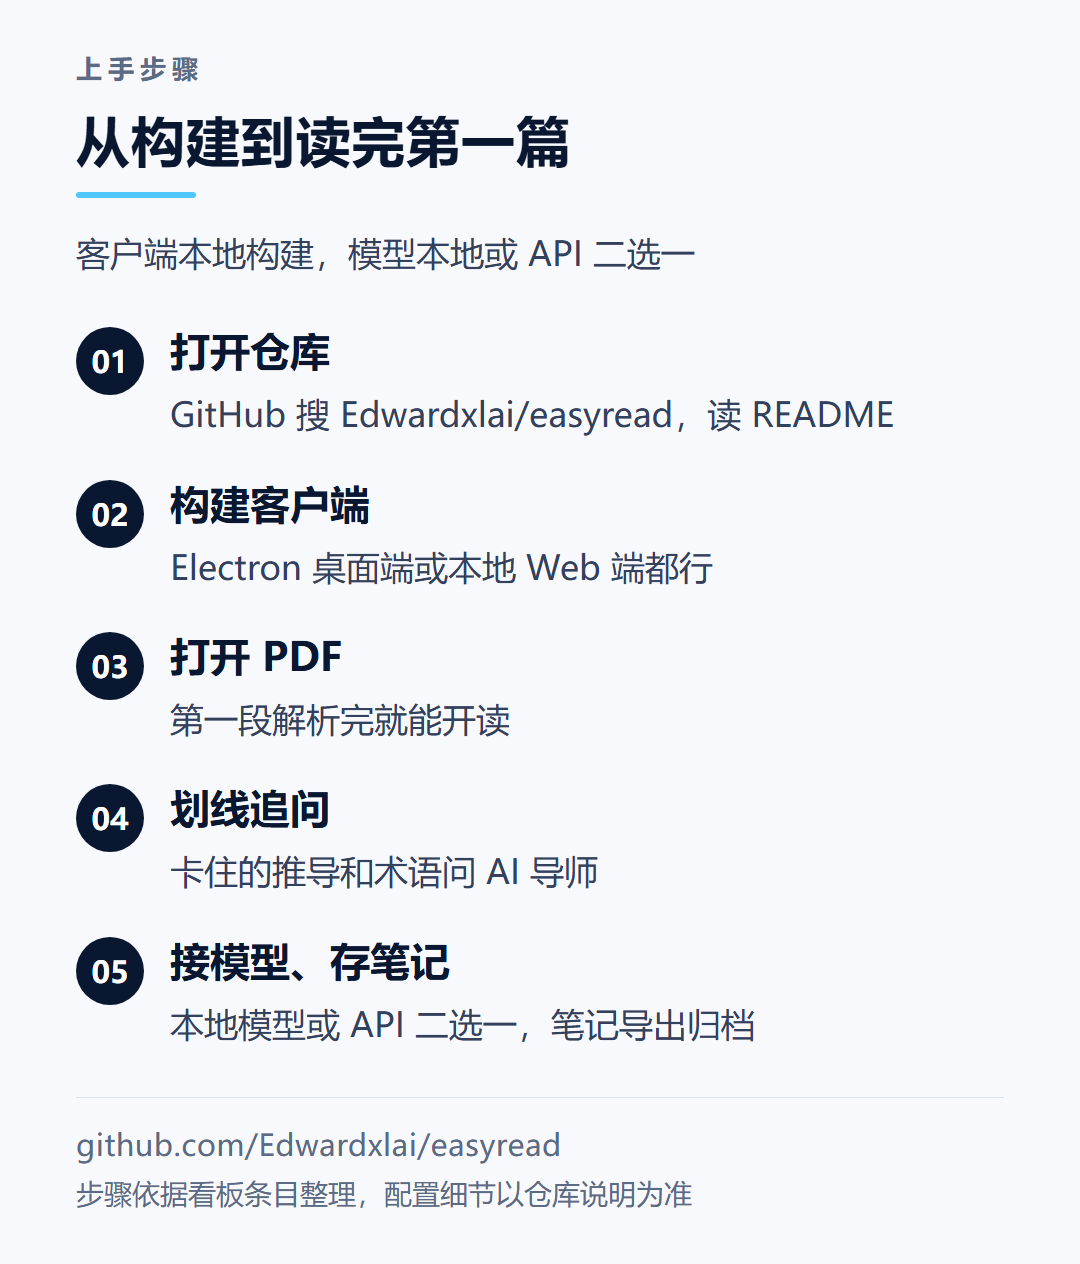 上手步骤
从构建到读完第一篇
客户端本地构建，模型本地或 API 二选一
01
打开仓库
GitHub 搜 Edwardxlai/easyread，读 README
02
构建客户端
Electron 桌面端或本地 Web 端都行
03
打开 PDF
第一段解析完就能开读
04
划线追问
卡住的推导和术语问 AI 导师
05
接模型、存笔记
本地模型或 API 二选一，笔记导出归档
github.com/Edwardxlai/easyread
步骤依据看板条目整理，配置细节以仓库说明为准